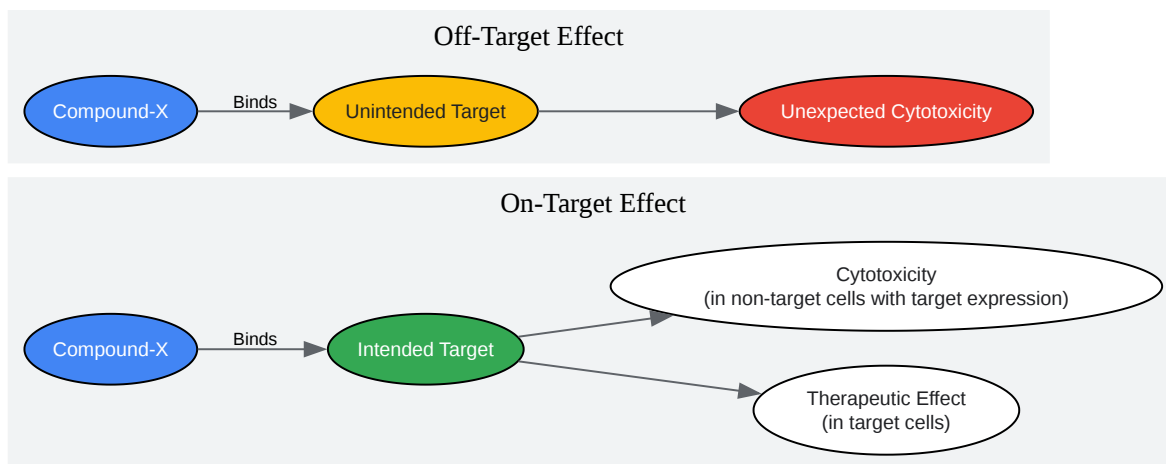 Off-Target Effect
Compound-X
Binds
Unintended Target
Unexpected Cytotoxicity
On-Target Effect
Compound-X
Binds
Intended Target
Cytotoxicity
(in non-target cells with target expression)
Therapeutic Effect
(in target cells)